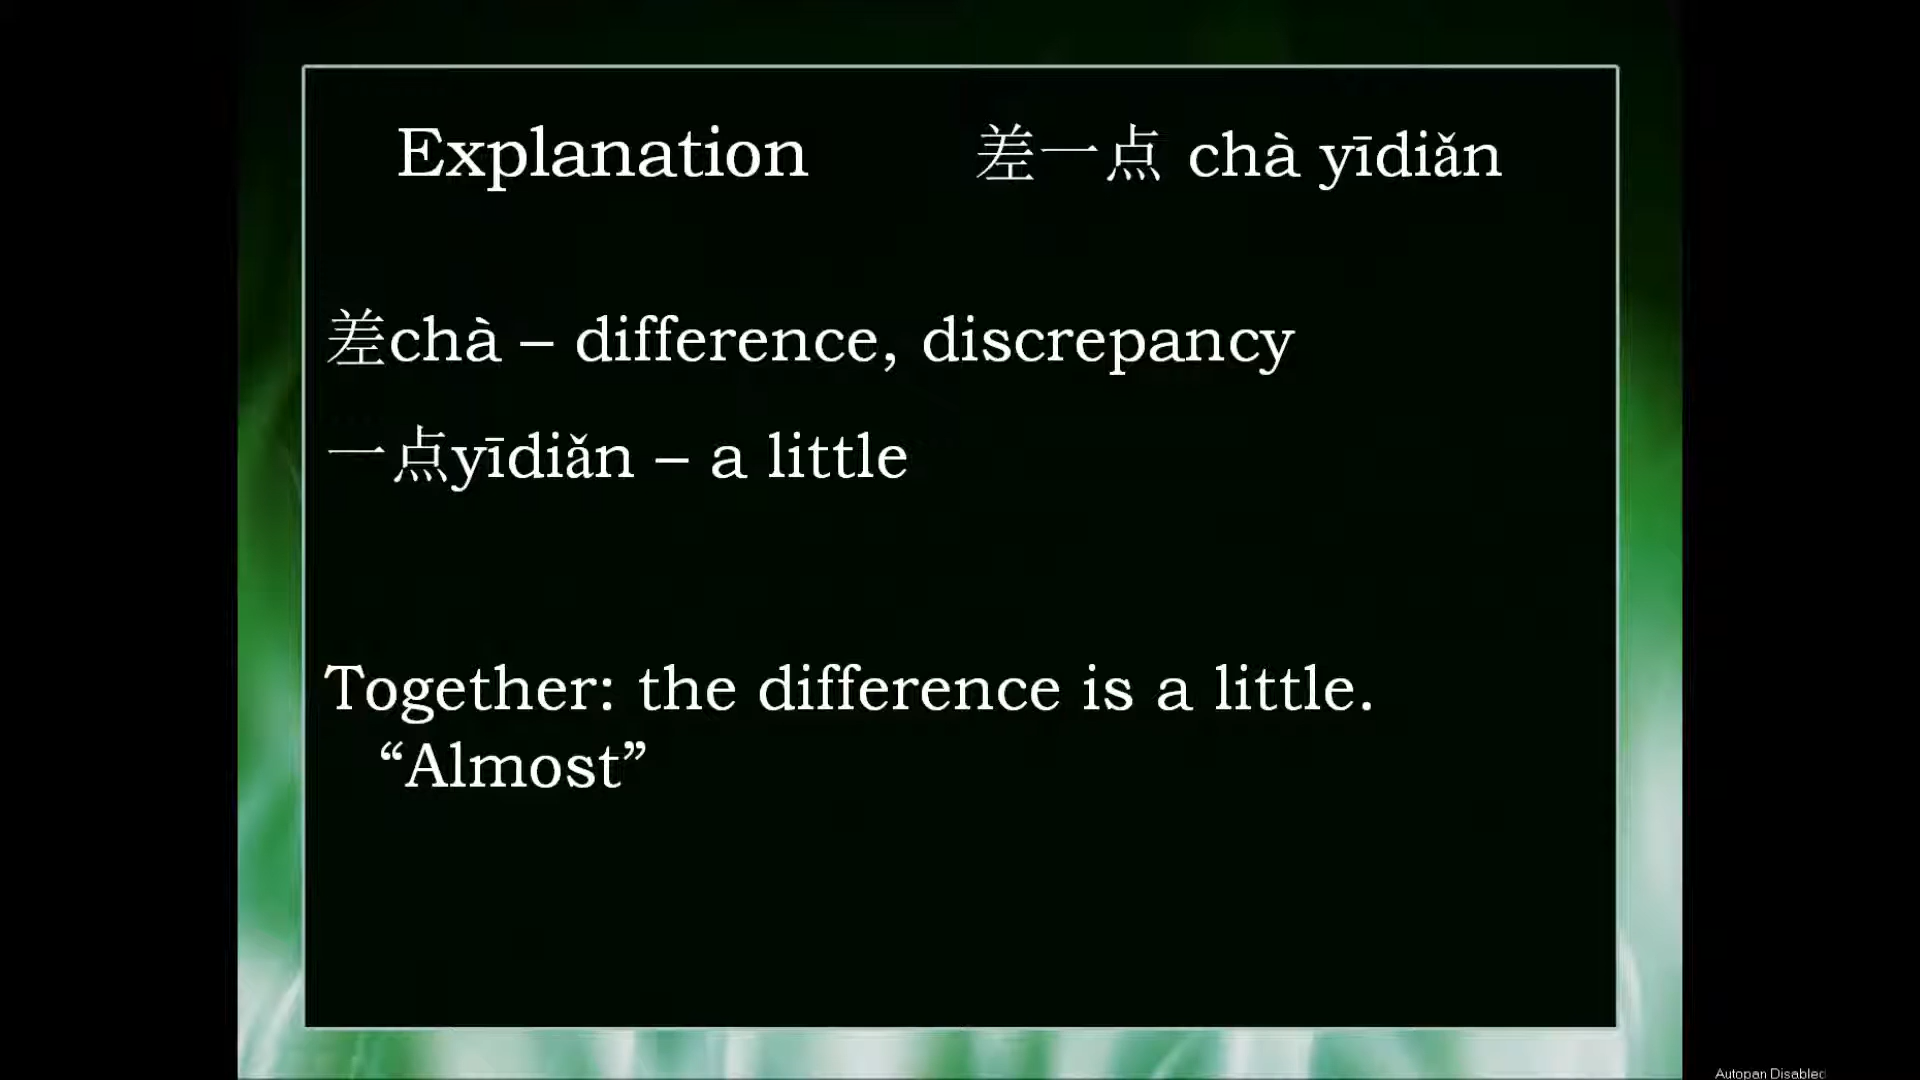 Explanation 差一点 chà yīdiǎn
差chà – difference, discrepancy
一点yīdiǎn – a little
Together: the difference is a little.
“Almost”
Autopan Disabled